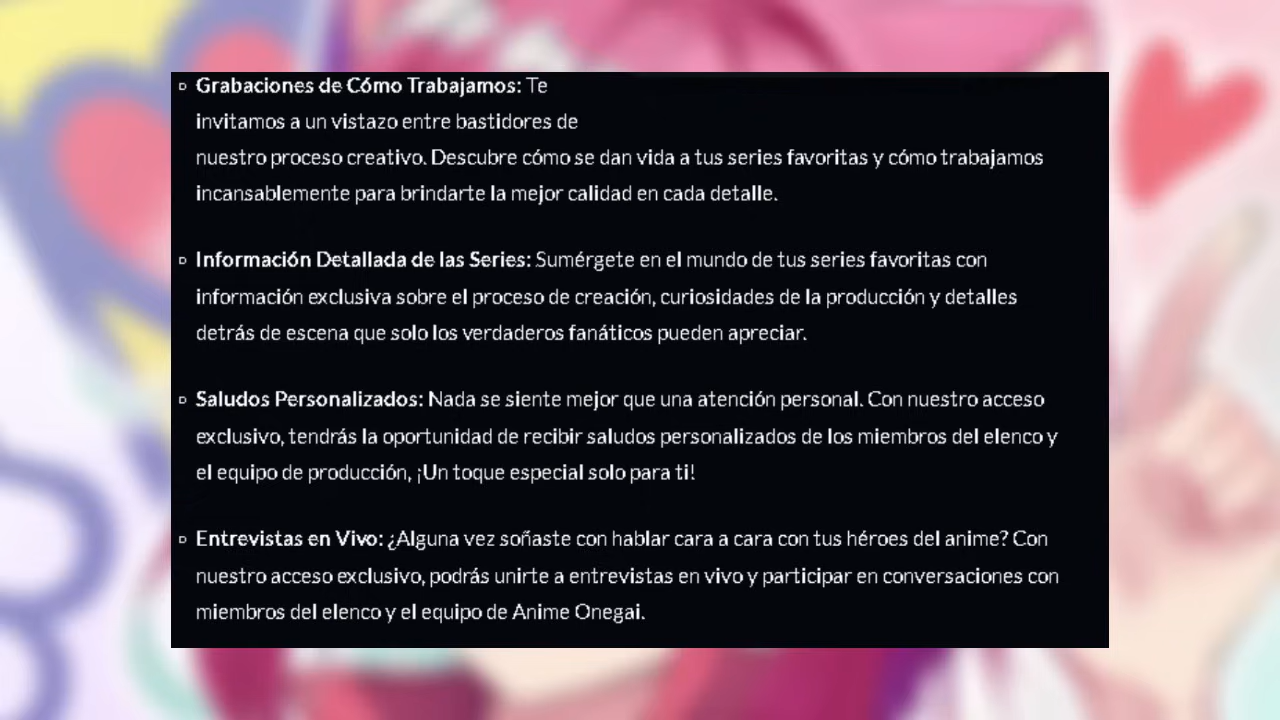 Grabaciones de Cómo Trabajamos: Te
invitamos a un vistazo entre bastidores de
nuestro proceso creativo. Descubre cómo se dan vida a tus series favoritas y cómo trabajamos
incansablemente para brindarte la mejor calidad en cada detalle.
Información Detallada de las Series: Sumérgete en el mundo de tus series favoritas con
información exclusiva sobre el proceso de creación, curiosidades de la producción y detalles
detrás de escena que solo los verdaderos fanáticos pueden apreciar.
Saludos Personalizados: Nada se siente mejor que una atención personal. Con nuestro acceso
exclusivo, tendrás la oportunidad de recibir saludos personalizados de los miembros del elenco y
el equipo de producción, ¡Un toque especial solo para ti!
Entrevistas en Vivo: ¿Alguna vez soñaste con hablar cara a cara con tus héroes del anime? Con
nuestro acceso exclusivo, podrás unirte a entrevistas en vivo y participar en conversaciones con
miembros del elenco y el equipo de Anime Onegai.